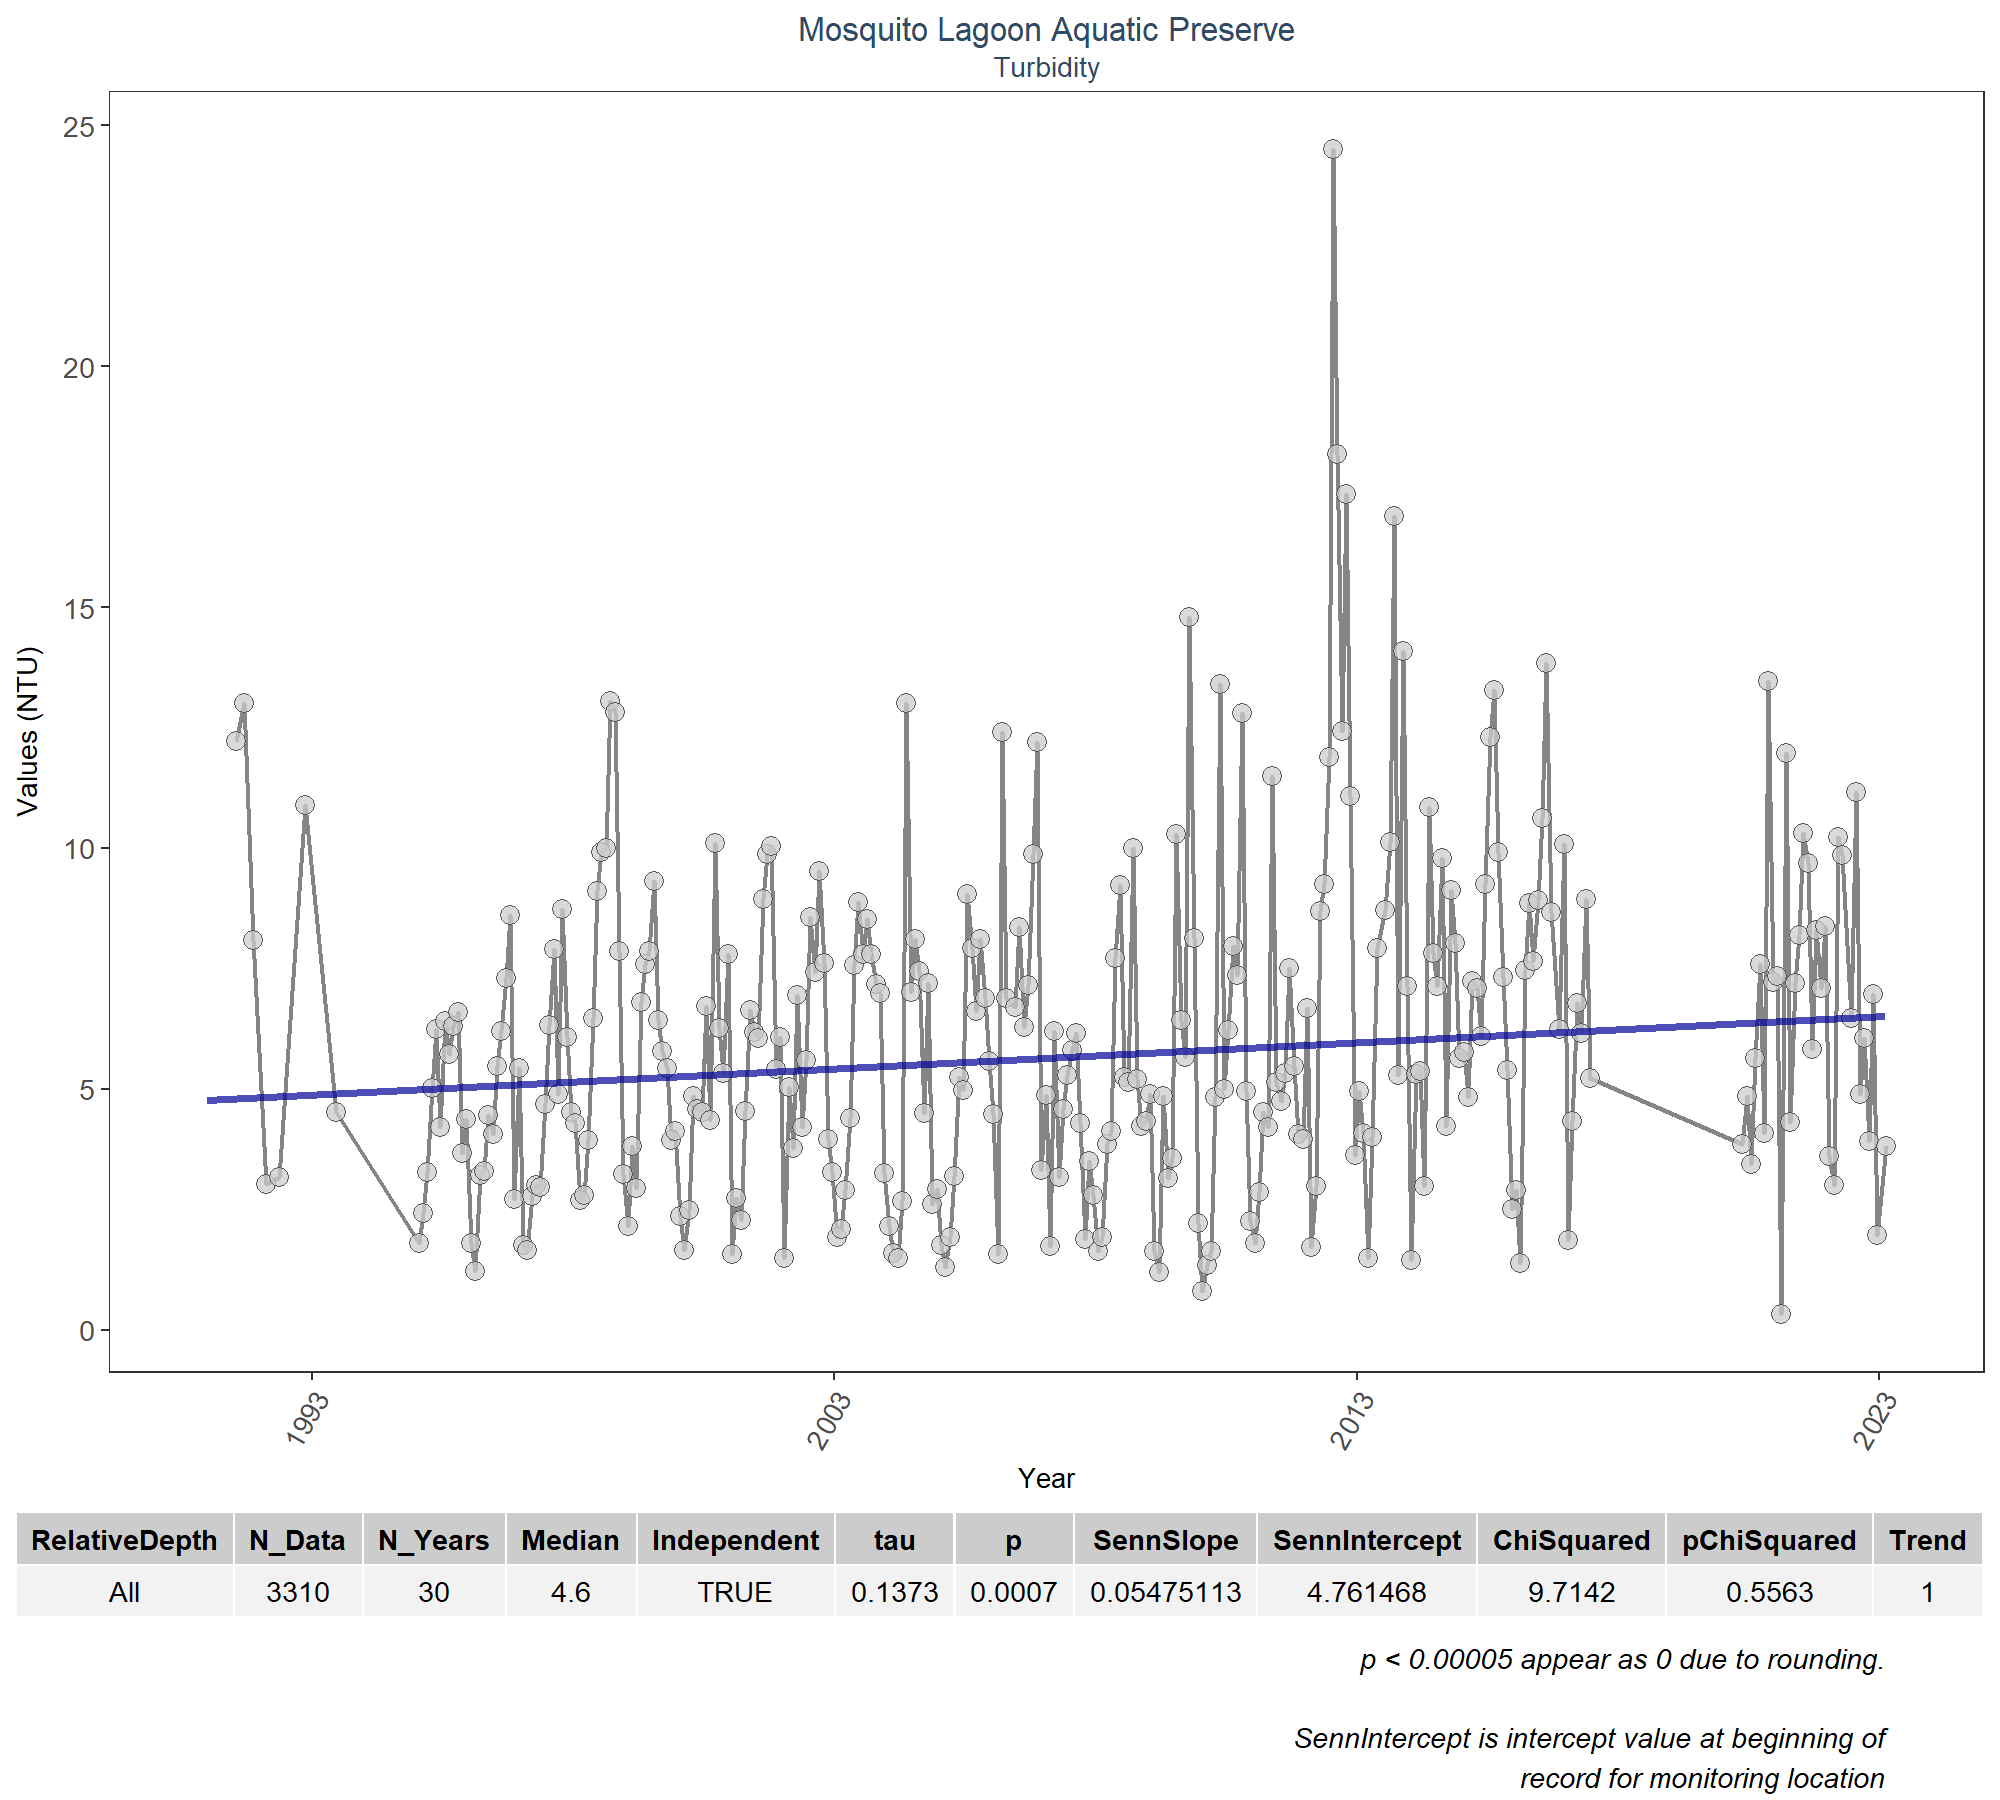 Mosquito Lagoon Aquatic Preserve
Turbidity
25
20
15
10
5
0
Values (NTU)
1993
2003
2013
2023
Year
RelativeDepth N_Data N_Years Median Independent tau p SennSlope SennIntercept ChiSquared pChiSquared Trend
All 3310 30 4.6 TRUE 0.1373 0.0007 0.05475113 4.761468 9.7142 0.5563 1
p < 0.00005 appear as 0 due to rounding.
SennIntercept is intercept value at beginning of
record for monitoring location